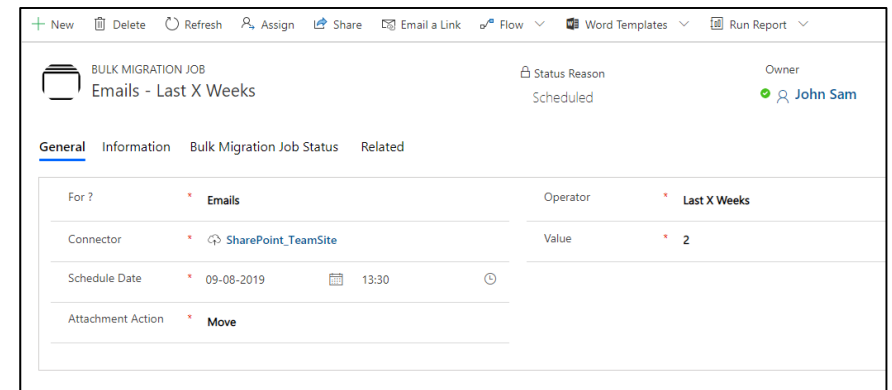 New Delete Refresh Assign Share Email a Link Flow Word Templates Run Report
BULK MIGRATION JOB
Emails - Last X Weeks
Status Reason
Scheduled
Owner
John Sam
General Information Bulk Migration Job Status Related
For ? * Emails
Operator * Last X Weeks
Connector * SharePoint_TeamSite
Value * 2
Schedule Date * 09-08-2019 13:30
Attachment Action * Move